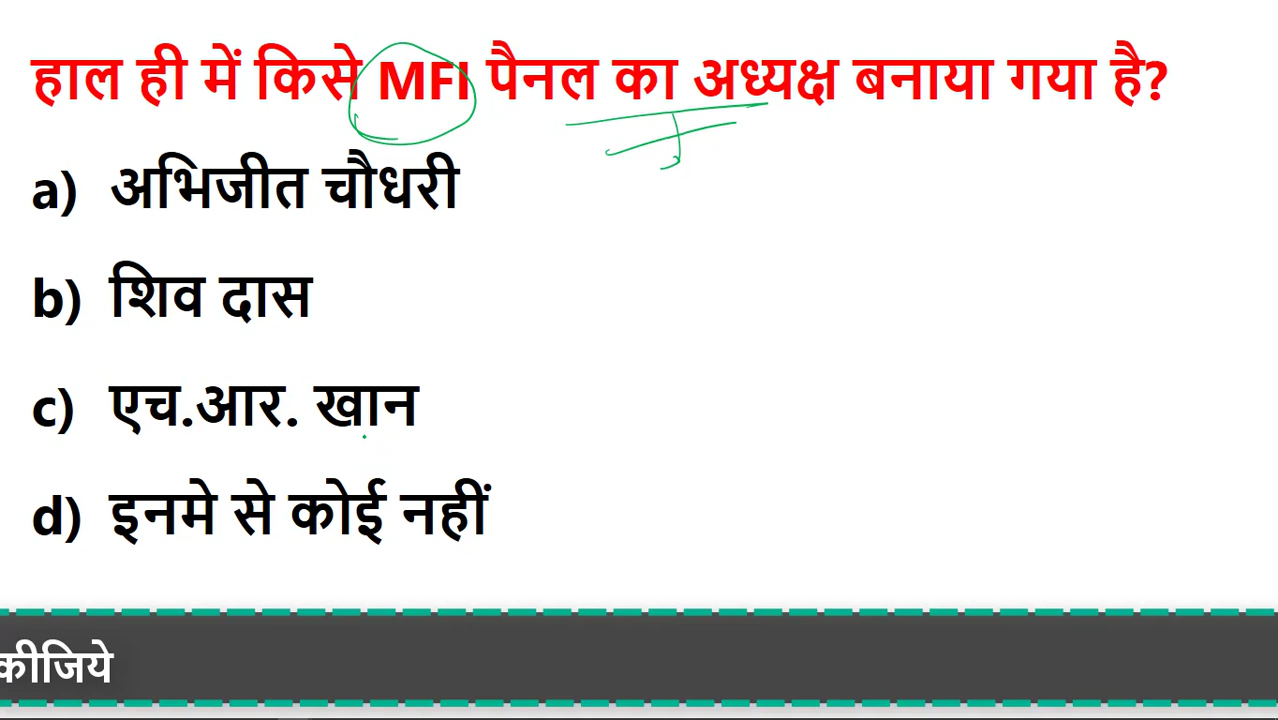 हाल ही में किसे MFI पैनल का अध्यक्ष बनाया गया है?
a) अभिजीत चौधरी
b) शिव दास
c) एच.आर. खान
d) इनमे से कोई नहीं
कीजिये